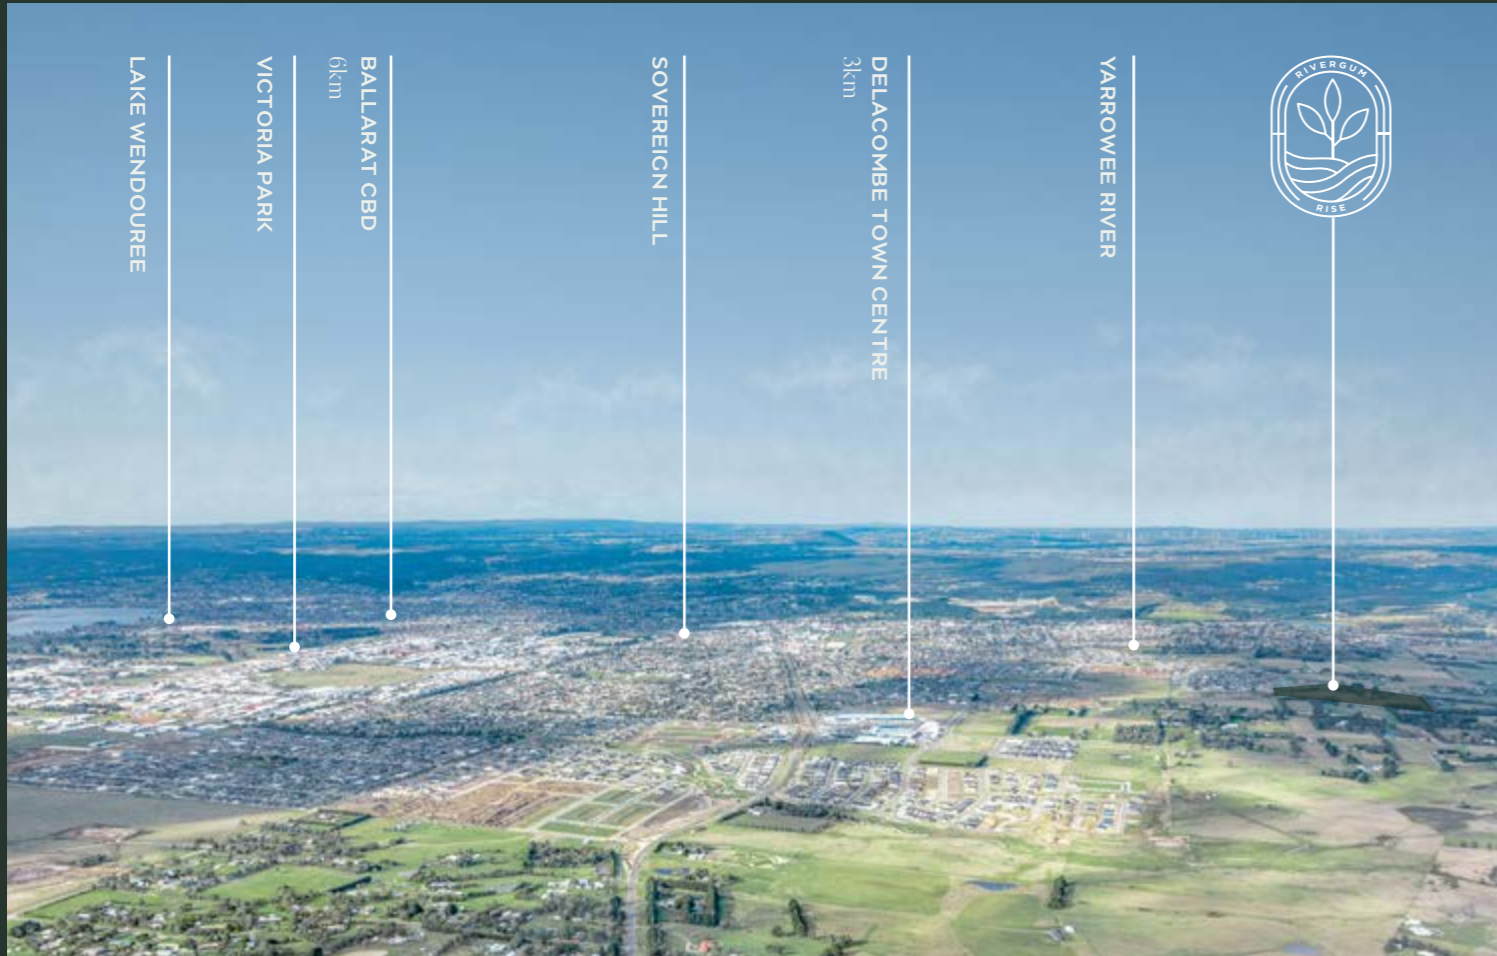 LAKE WENDOUREE
VICTORIA PARK
BALLARAT CBD
6km
SOVEREIGN HILL
DELACOMBE TOWN CENTRE
3km
YARROWEE RIVER
RIVERGUM
RISE